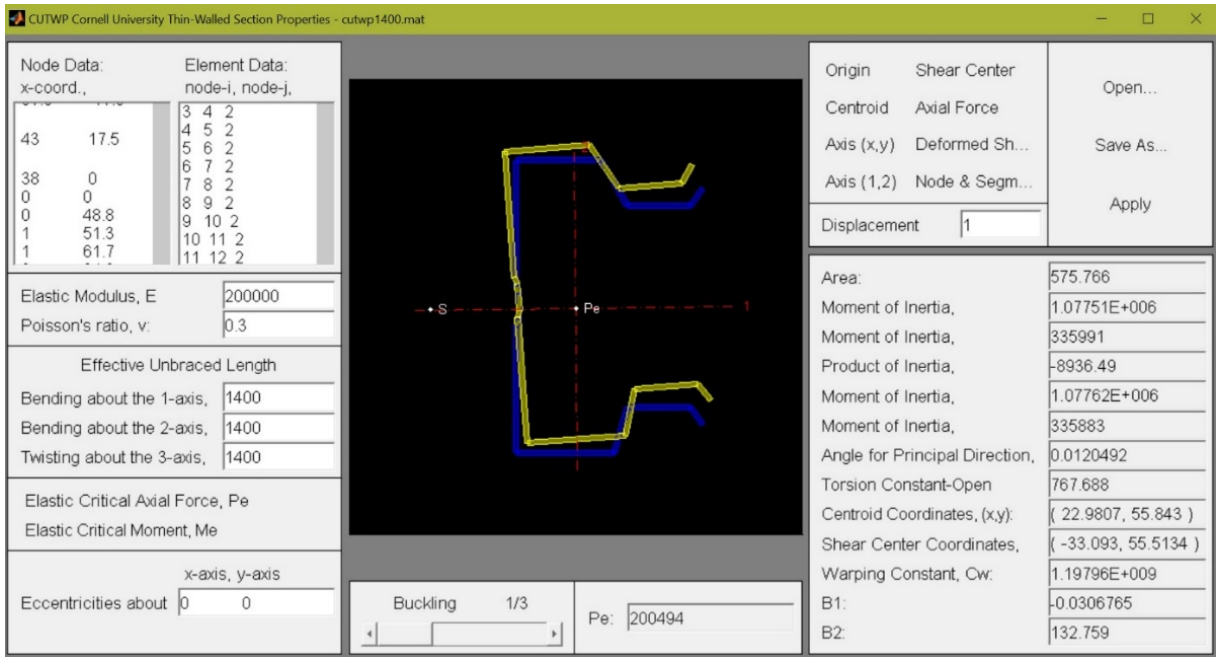 CUTWP Cornell University Thin-Walled Section Properties - cutwp1400.mat
Node Data:
x-coord.,
43 17.5
38 0
0 0
0 48.8
1 51.3
1 61.7
Element Data:
node-i, node-j,
3 4 2
4 5 2
5 6 2
6 7 2
7 8 2
8 9 2
9 10 2
10 11 2
11 12 2
Elastic Modulus, E 200000
Poisson's ratio, v: 0.3
Effective Unbraced Length
Bending about the 1-axis, 1400
Bending about the 2-axis, 1400
Twisting about the 3-axis, 1400
Elastic Critical Axial Force, Pe
Elastic Critical Moment, Me
x-axis, y-axis
Eccentricities about 0 0
2
S
Pe
1
Buckling 1/3
Pe: 200494
Origin Shear Center
Centroid Axial Force
Axis (x,y) Deformed Sh...
Axis (1,2) Node & Segm...
Displacement 1
Open...
Save As...
Apply
Area: 575.766
Moment of Inertia, 1.07751E+006
Moment of Inertia, 335991
Product of Inertia, -8936.49
Moment of Inertia, 1.07762E+006
Moment of Inertia, 335883
Angle for Principal Direction, 0.0120492
Torsion Constant-Open 767.688
Centroid Coordinates, (x,y): ( 22.9807, 55.843 )
Shear Center Coordinates, ( -33.093, 55.5134 )
Warping Constant, Cw: 1.19796E+009
B1: -0.0306765
B2: 132.759